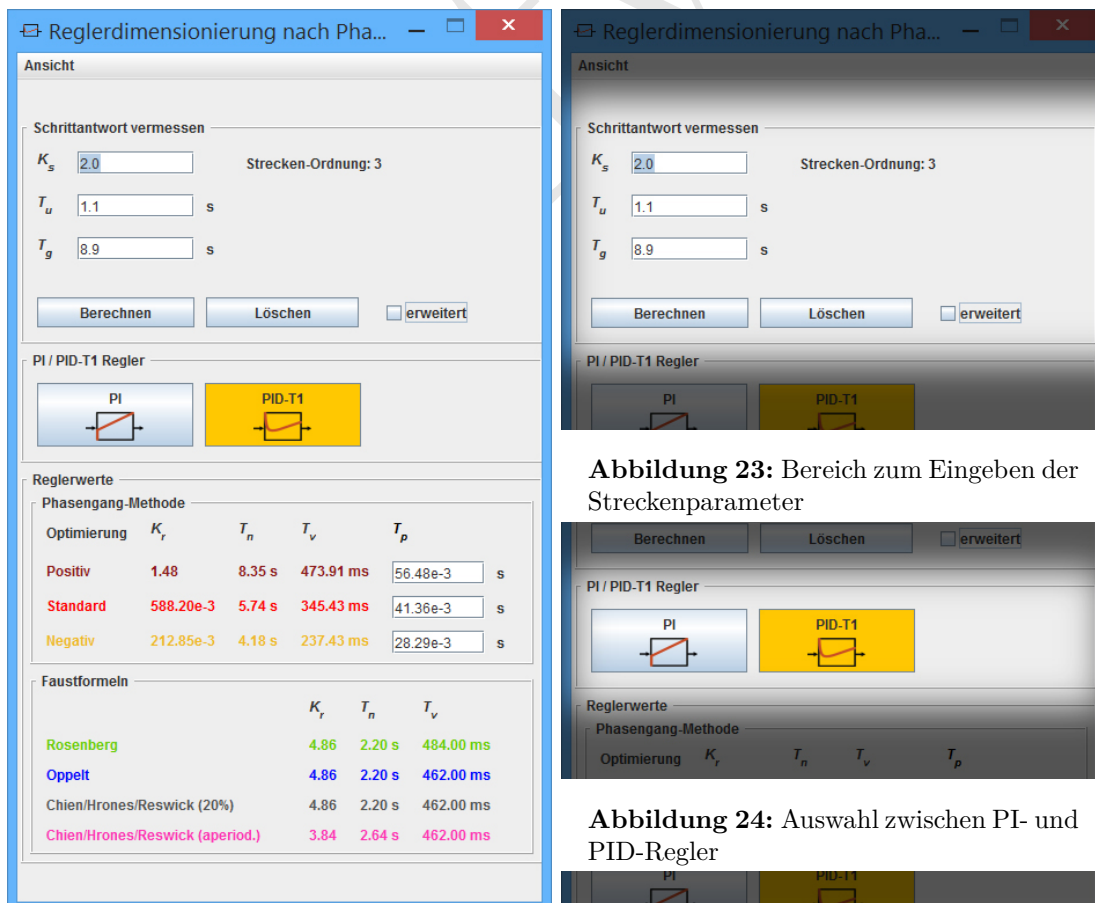 Reglerdimensionierung nach Pha...
Ansicht
Schrittantwort vermessen
K_s 2.0 Strecken-Ordnung: 3
T_u 1.1 s
T_g 8.9 s
Berechnen Löschen erweitert
PI / PID-T1 Regler
PI PID-T1
Reglerwerte
Phasengang-Methode
Optimierung K_r T_n T_v T_p
Positiv 1.48 8.35 s 473.91 ms 56.48e-3 s
Standard 588.20e-3 5.74 s 345.43 ms 41.36e-3 s
Negativ 212.85e-3 4.18 s 237.43 ms 28.29e-3 s
Faustformeln
K_r T_n T_v
Rosenberg 4.86 2.20 s 484.00 ms
Oppelt 4.86 2.20 s 462.00 ms
Chien/Hrones/Reswick (20%) 4.86 2.20 s 462.00 ms
Chien/Hrones/Reswick (aperiod.) 3.84 2.64 s 462.00 ms
Reglerdimensionierung nach Pha...
Ansicht
Schrittantwort vermessen
K_s 2.0 Strecken-Ordnung: 3
T_u 1.1 s
T_g 8.9 s
Berechnen Löschen erweitert
PI / PID-T1 Regler
PI PID-T1
Abbildung 23: Bereich zum Eingeben der
Streckenparameter
Berechnen Löschen erweitert
PI / PID-T1 Regler
PI PID-T1
Reglerwerte
Phasengang-Methode
Optimierung K_r T_n T_v T_p
Abbildung 24: Auswahl zwischen PI- und
PID-Regler
PI PID-T1